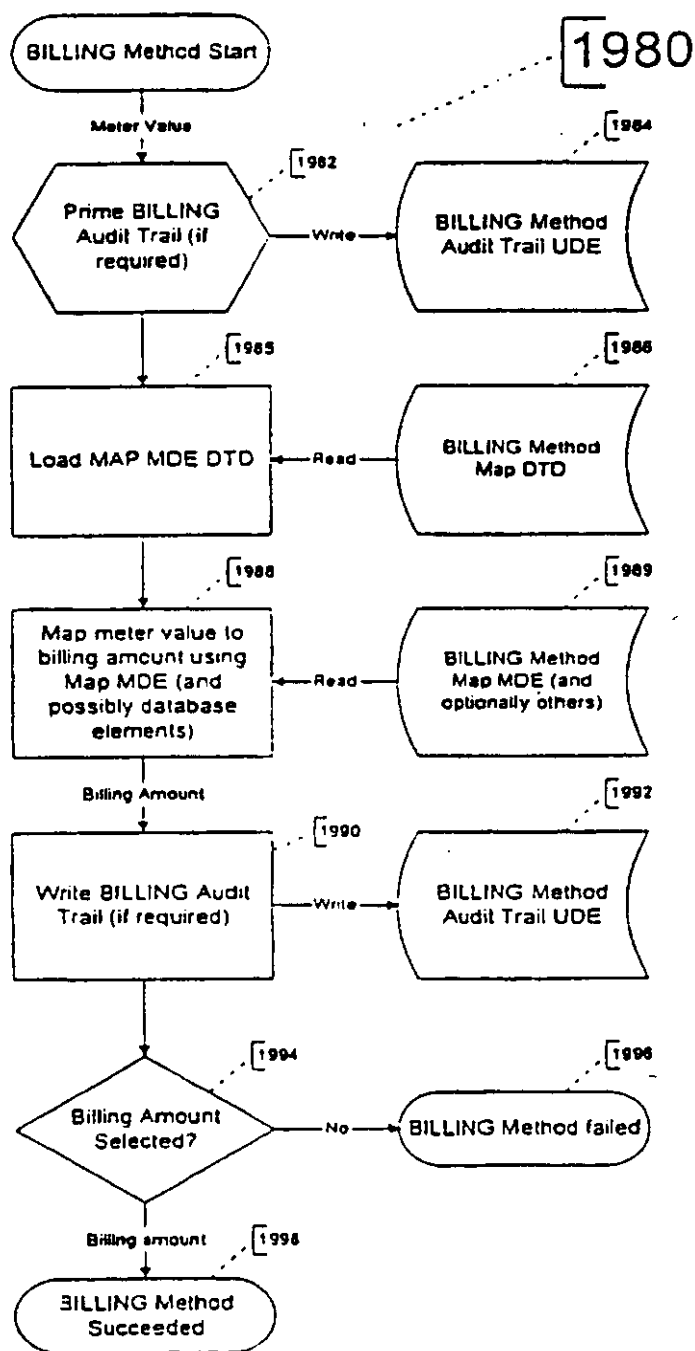 BILLING Method Start
1980
Meter Value
1982
1984
Prime BILLING
Audit Trail (if
required)
Write
BILLING Method
Audit Trail UDE
1985
1986
Load MAP MDE DTD
Read
BILLING Method
Map DTD
1988
1989
Map meter value to
billing amount using
Map MDE (and
possibly database
elements)
Read
BILLING Method
Map MDE (and
optionally others)
Billing Amount
1990
1992
Write BILLING Audit
Trail (if required)
Write
BILLING Method
Audit Trail UDE
1994
1996
Billing Amount
Selected?
No
BILLING Method failed
Billing amount
1998
BILLING Method
Succeeded